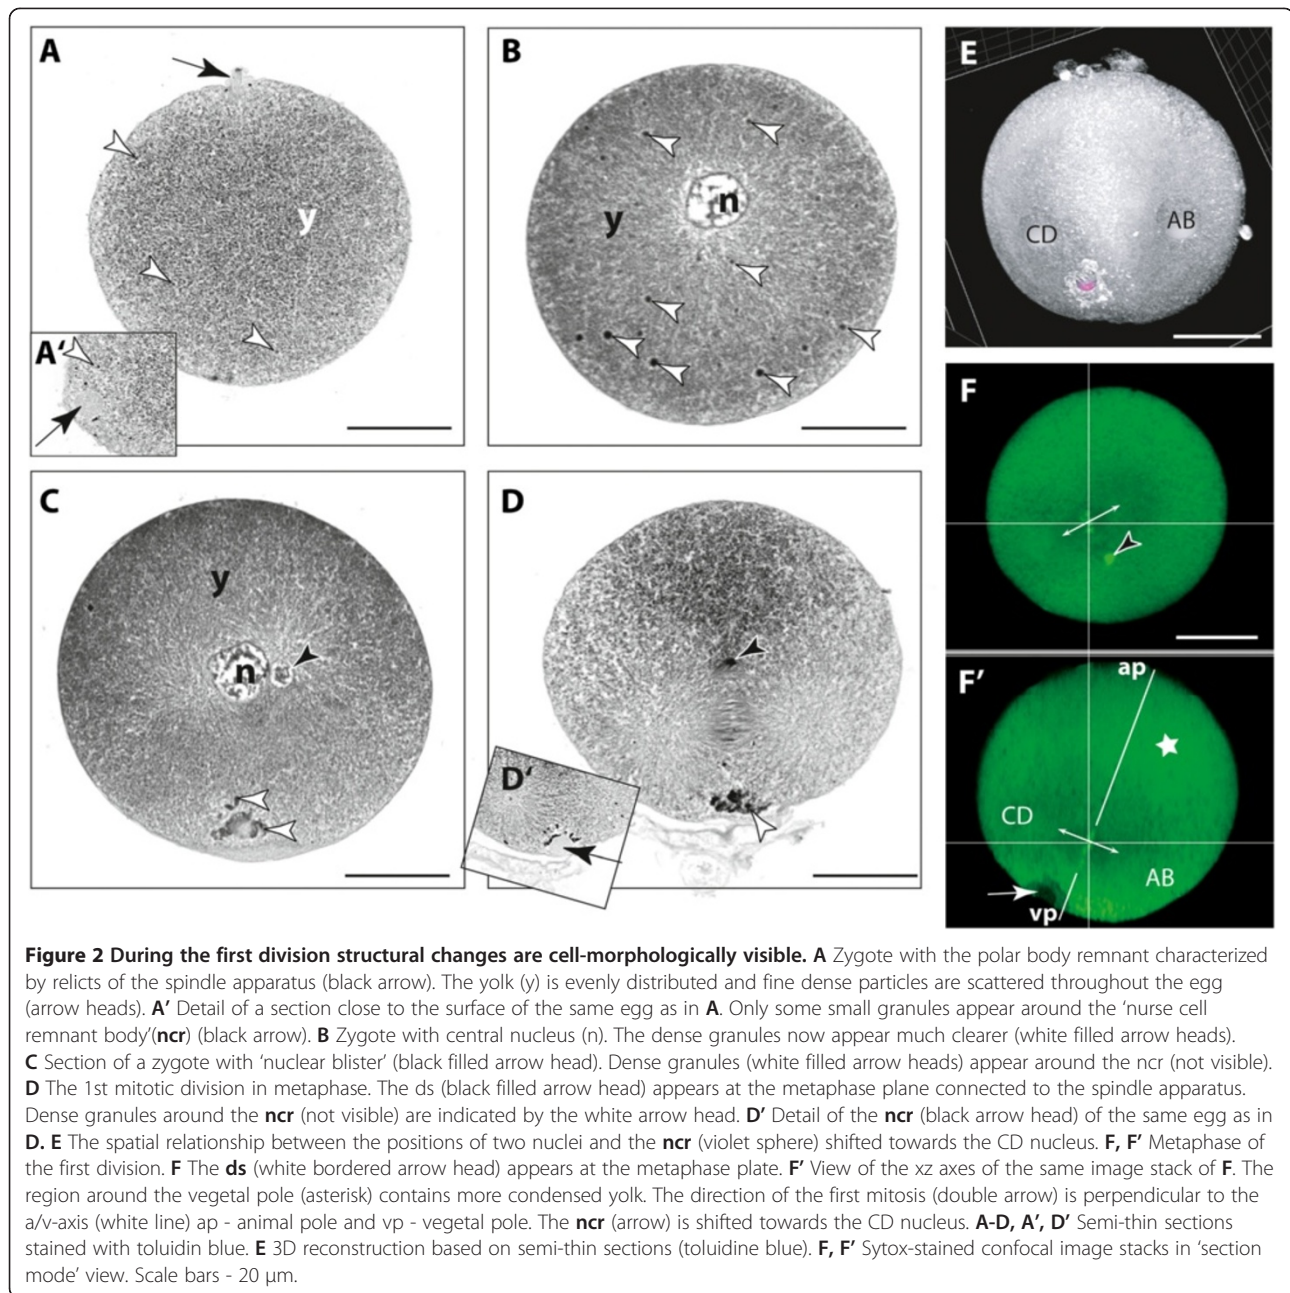 A
y
A'
B
n
y
C
y
n
D
D'
E
CD
AB
F
F'
ap
CD
AB
vp
Figure 2 During the first division structural changes are cell-morphologically visible. A Zygote with the polar body remnant characterized
by relicts of the spindle apparatus (black arrow). The yolk (y) is evenly distributed and fine dense particles are scattered throughout the egg
(arrow heads). A' Detail of a section close to the surface of the same egg as in A. Only some small granules appear around the 'nurse cell
remnant body'(ncr) (black arrow). B Zygote with central nucleus (n). The dense granules now appear much clearer (white filled arrow heads).
C Section of a zygote with 'nuclear blister' (black filled arrow head). Dense granules (white filled arrow heads) appear around the ncr (not visible).
D The 1st mitotic division in metaphase. The ds (black filled arrow head) appears at the metaphase plane connected to the spindle apparatus.
Dense granules around the ncr (not visible) are indicated by the white arrow head. D' Detail of the ncr (black arrow head) of the same egg as in
D. E The spatial relationship between the positions of two nuclei and the ncr (violet sphere) shifted towards the CD nucleus. F, F' Metaphase of
the first division. F The ds (white bordered arrow head) appears at the metaphase plate. F' View of the xz axes of the same image stack of F. The
region around the vegetal pole (asterisk) contains more condensed yolk. The direction of the first mitosis (double arrow) is perpendicular to the
a/v-axis (white line) ap - animal pole and vp - vegetal pole. The ncr (arrow) is shifted towards the CD nucleus. A-D, A', D' Semi-thin sections
stained with toluidin blue. E 3D reconstruction based on semi-thin sections (toluidine blue). F, F' Sytox-stained confocal image stacks in 'section
mode' view. Scale bars - 20 µm.